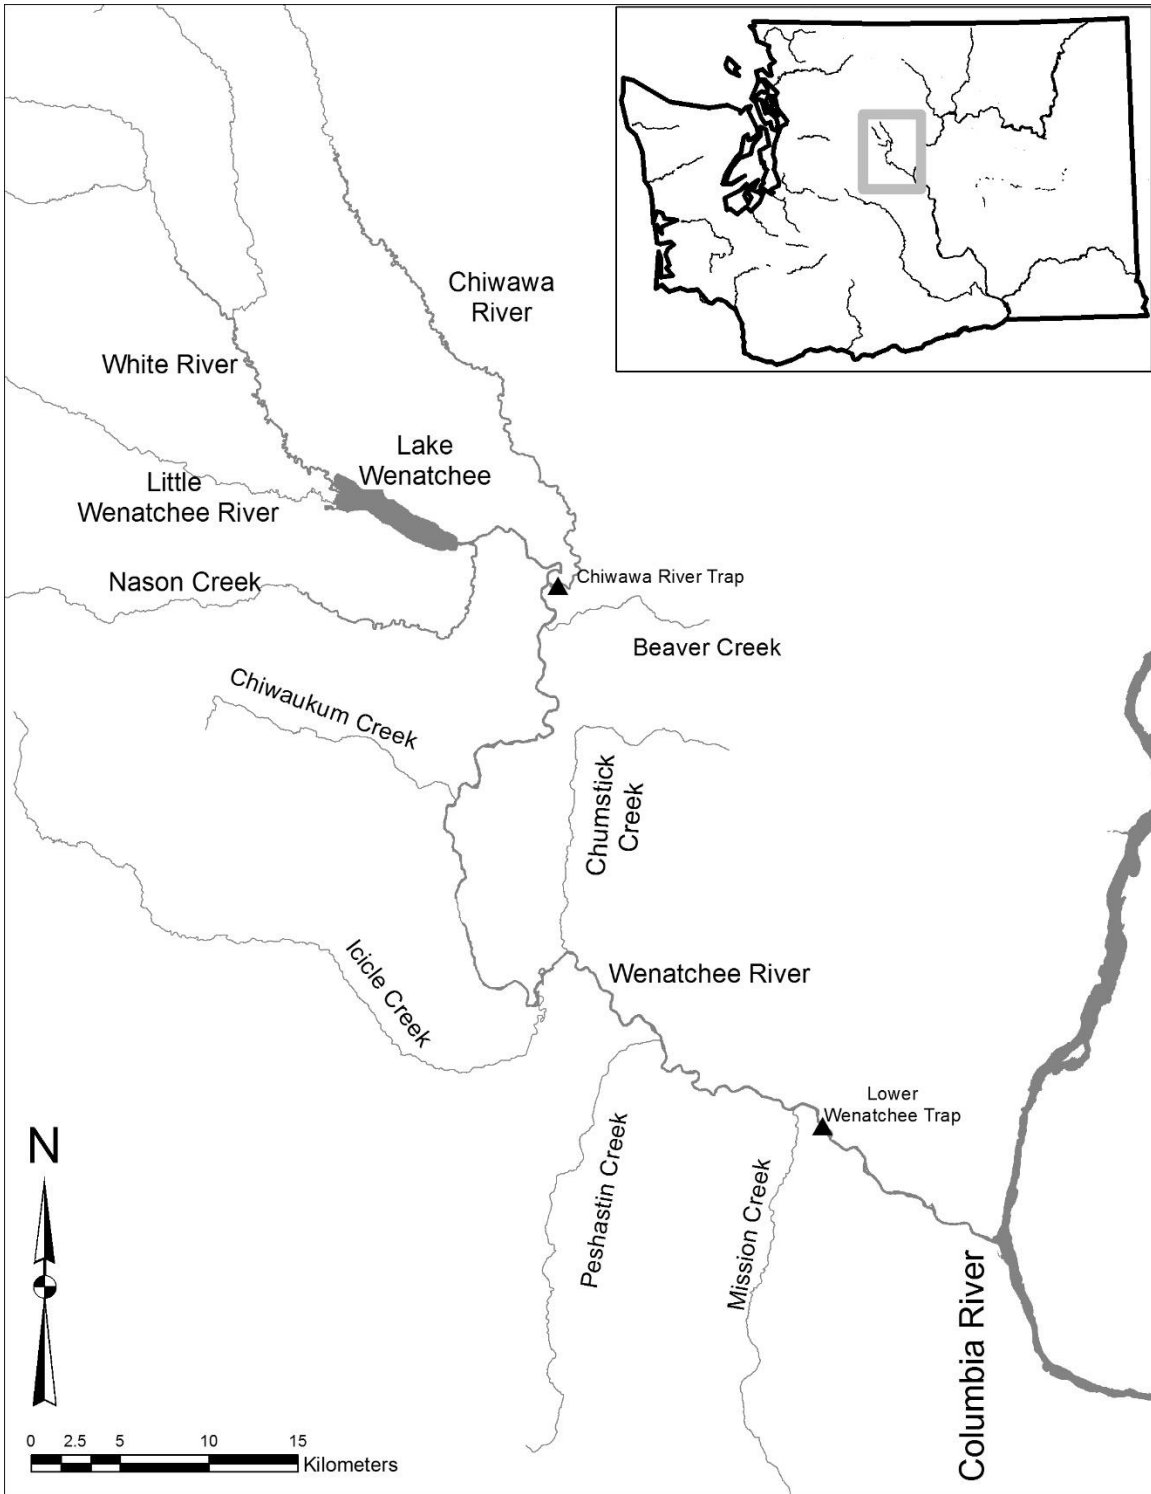 Chiwawa
River
White River
Lake
Wenatchee
Little
Wenatchee River
Nason Creek
Chiwawa River Trap
Beaver Creek
Chiwaukum Creek
Chumstick
Creek
Icicle Creek
Wenatchee River
Lower
Wenatchee Trap
Peshastin Creek
Mission Creek
Columbia River
N
0 2.5 5 10 15
Kilometers